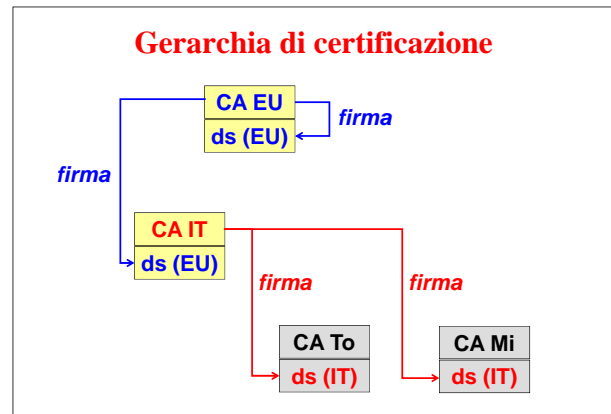 Gerarchia di certificazione
CA EU
firma
ds (EU)
firma
CA IT
ds (EU)
firma
firma
CA To
CA Mi
ds (IT)
ds (IT)